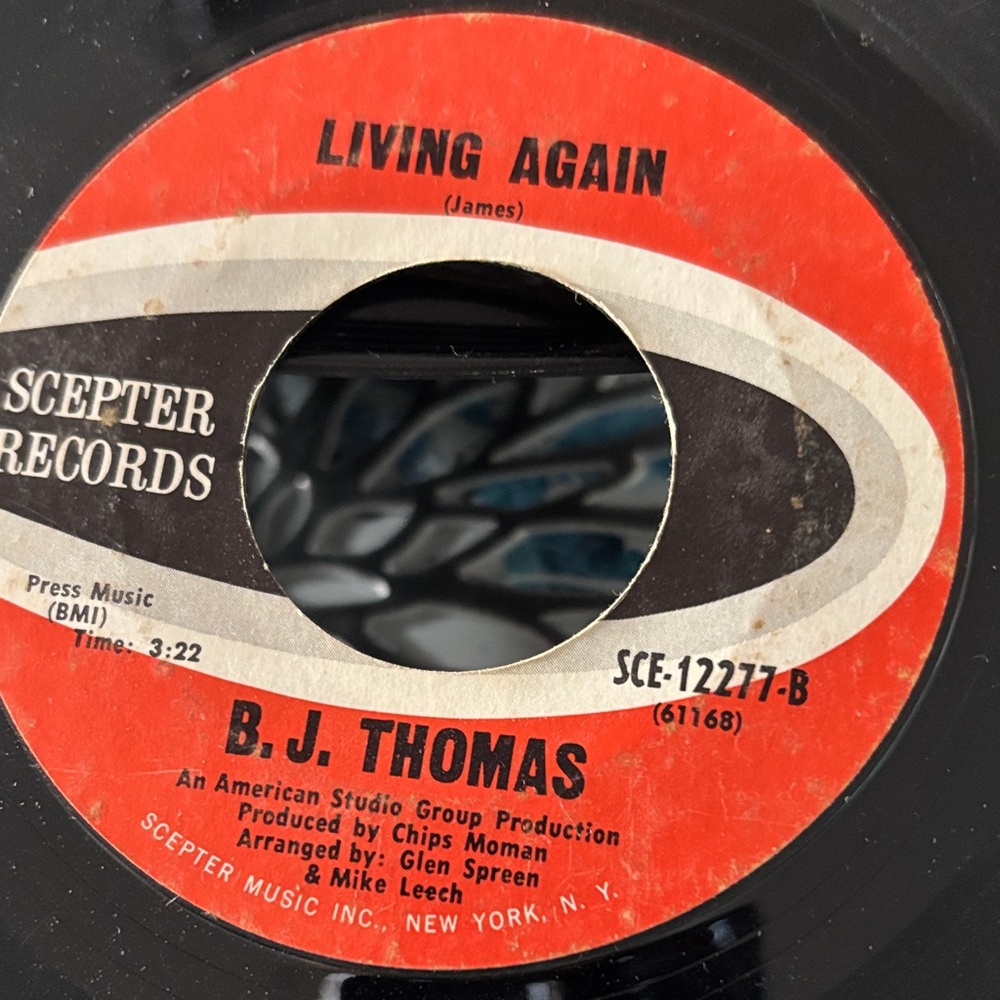 LIVING AGAIN
(James)
SCEPTER
RECORDS
Press Music
(BMI)
Time: 3:22
SCE-12277-B
(61168)
B. J. THOMAS
An American Studio Group Production
Produced by Chips Moman
Arranged by: Glen Spreen
& Mike Leech
SCEPTER MUSIC INC., NEW YORK, N. Y.